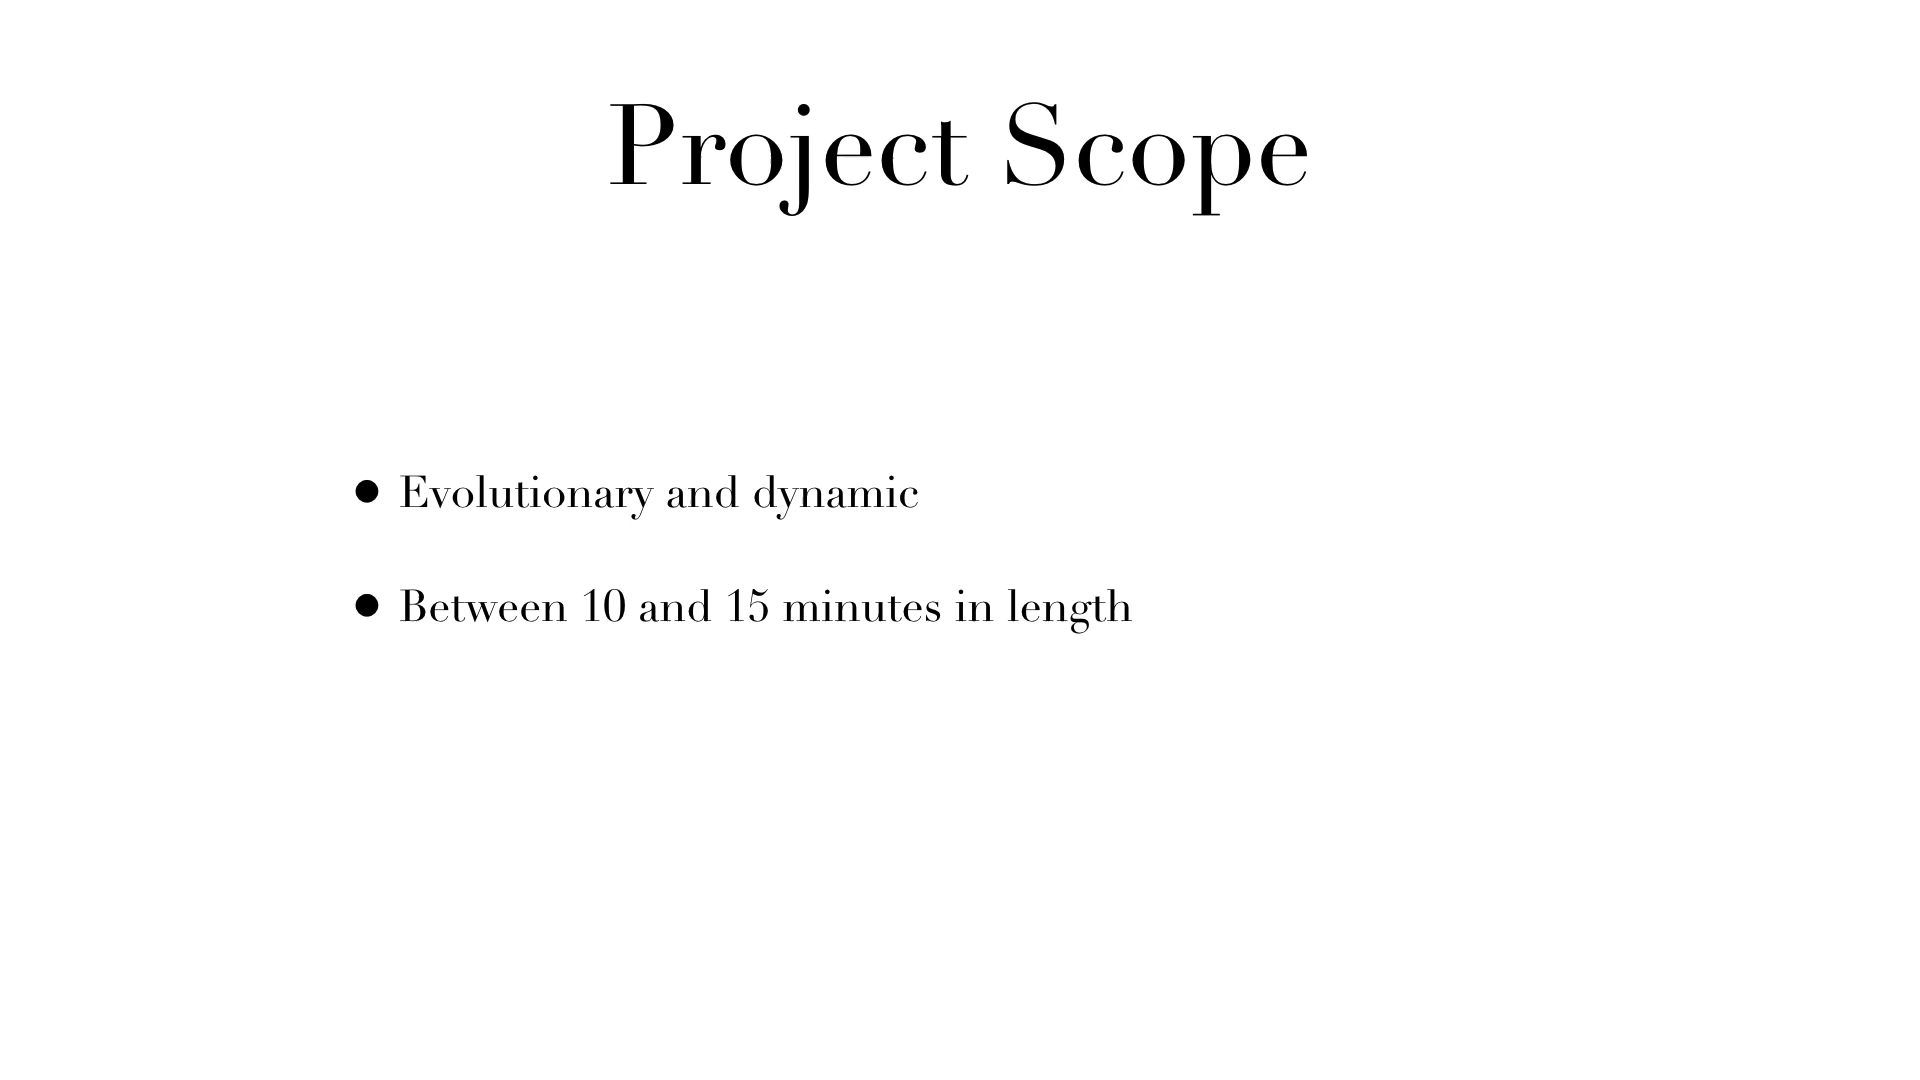 Project Scope
● Evolutionary and dynamic
● Between 10 and 15 minutes in length